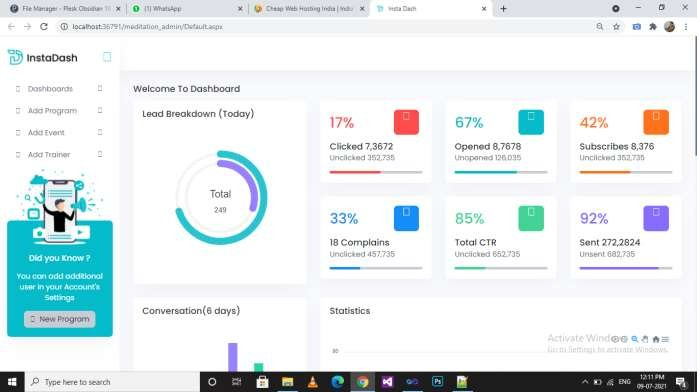 File Manager - Plesk Obsidian 18
(1) WhatsApp
Cheap Web Hosting India | India
Insta Dash
localhost:36791/meditation_admin/Default.aspx
InstaDash
Dashboards
Add Program
Add Event
Add Trainer
Did you Know ?
You can add additional
user in your Account's
Settings
New Program
Welcome To Dashboard
Lead Breakdown (Today)
Total
249
17%
Clicked 7,3672
Unclicked 352,735
67%
Opened 8,7678
Unopened 126,035
42%
Subscribes 8,376
Unclicked 352,735
33%
18 Complains
Unclicked 457,735
85%
Total CTR
Unclicked 652,735
92%
Sent 272,2824
Unsent 682,735
Conversation(6 days)
Statistics
Go to Settings to activate Windows.
Type here to search
ENG
12:11 PM
09-07-2021